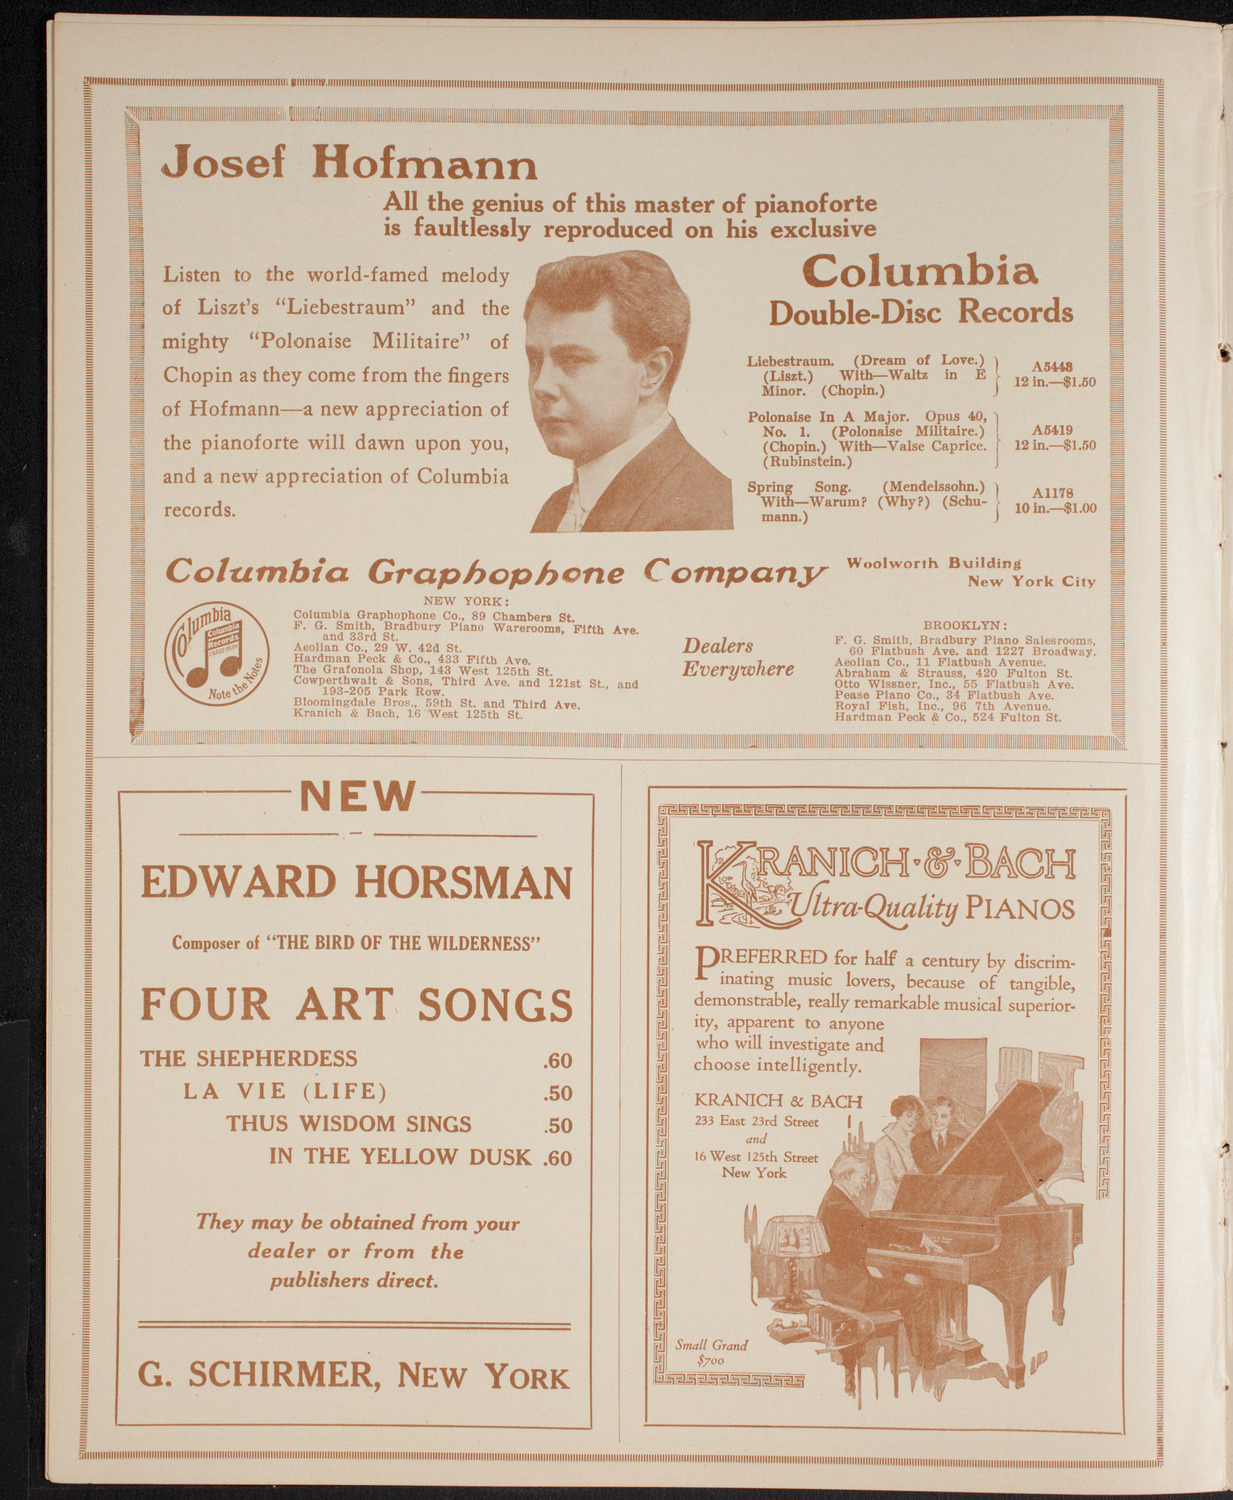 Josef Hofmann
All the genius of this master of pianoforte
is faultlessly reproduced on his exclusive
Listen to the world-famed melody
of Liszt's "Liebestraum" and the
mighty "Polonaise Militaire" of
Chopin as they come from the fingers
of Hofmann—a new appreciation of
the pianoforte will dawn upon you,
and a new appreciation of Columbia
records.
Columbia
Double-Disc Records
Liebestraum. (Dream of Love.)
(Liszt.) With—Waltz in E
Minor. (Chopin.)
A5448
12 in.—$1.50
Polonaise In A Major. Opus 40,
No. 1. (Polonaise Militaire.)
(Chopin.) With—Valse Caprice.
(Rubinstein.)
A5419
12 in.—$1.50
Spring Song. (Mendelssohn.)
With—Warum? (Why?) (Schu-
mann.)
A1178
10 in.—$1.00
Columbia Graphophone Company
Woolworth Building
New York City
Columbia
Columbia
Records
Note the Notes
NEW YORK:
Columbia Graphophone Co., 89 Chambers St.
F. G. Smith, Bradbury Piano Warerooms, Fifth Ave.
and 33rd St.
Aeolian Co., 29 W. 42d St.
Hardman Peck & Co., 433 Fifth Ave.
The Grafonola Shop, 143 West 125th St.
Cowperthwait & Sons, Third Ave. and 121st St., and
193-205 Park Row.
Bloomingdale Bros., 59th St. and Third Ave.
Kranich & Bach, 16 West 125th St.
Dealers
Everywhere
BROOKLYN:
F. G. Smith, Bradbury Piano Salesrooms,
60 Flatbush Ave. and 1227 Broadway.
Aeolian Co., 11 Flatbush Avenue.
Abraham & Strauss, 420 Fulton St.
Otto Wissner, Inc., 55 Flatbush Ave.
Pease Piano Co., 34 Flatbush Ave.
Royal Fish, Inc., 96 7th Avenue.
Hardman Peck & Co., 524 Fulton St.
NEW
EDWARD HORSMAN
Composer of "THE BIRD OF THE WILDERNESS"
FOUR ART SONGS
THE SHEPHERDESS .60
LA VIE (LIFE) .50
THUS WISDOM SINGS .50
IN THE YELLOW DUSK .60
They may be obtained from your
dealer or from the
publishers direct.
G. SCHIRMER, NEW YORK
KRANICH & BACH
Ultra-Quality PIANOS
PREFERRED for half a century by discrim-
inating music lovers, because of tangible,
demonstrable, really remarkable musical superior-
ity, apparent to anyone
who will investigate and
choose intelligently.
KRANICH & BACH
233 East 23rd Street
and
16 West 125th Street
New York
Small Grand
$700